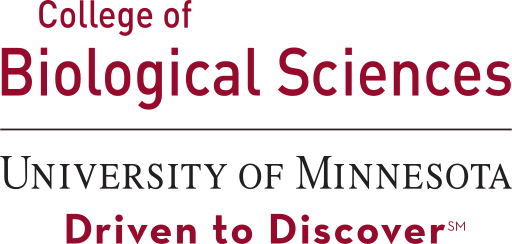 College of
Biological Sciences
UNIVERSITY OF MINNESOTA
Driven to Discover℠